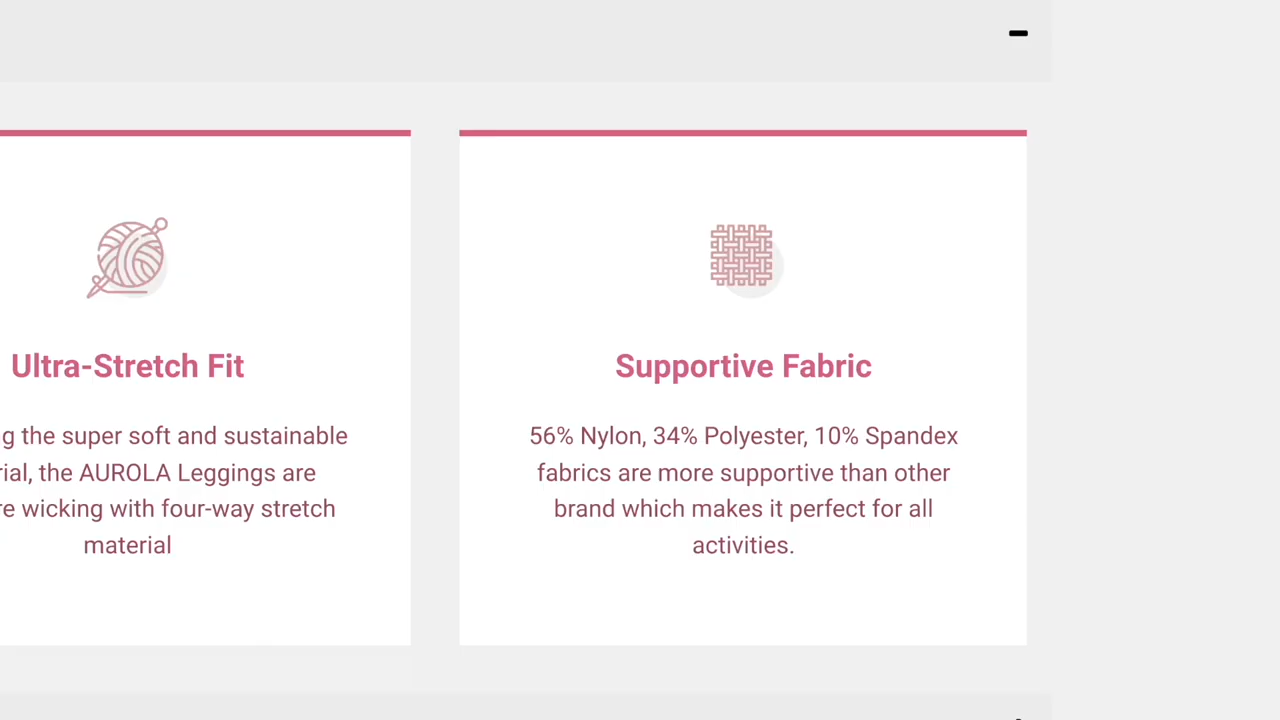 Ultra-Stretch Fit
g the super soft and sustainable
rial, the AUROLA Leggings are
re wicking with four-way stretch
material
Supportive Fabric
56% Nylon, 34% Polyester, 10% Spandex
fabrics are more supportive than other
brand which makes it perfect for all
activities.